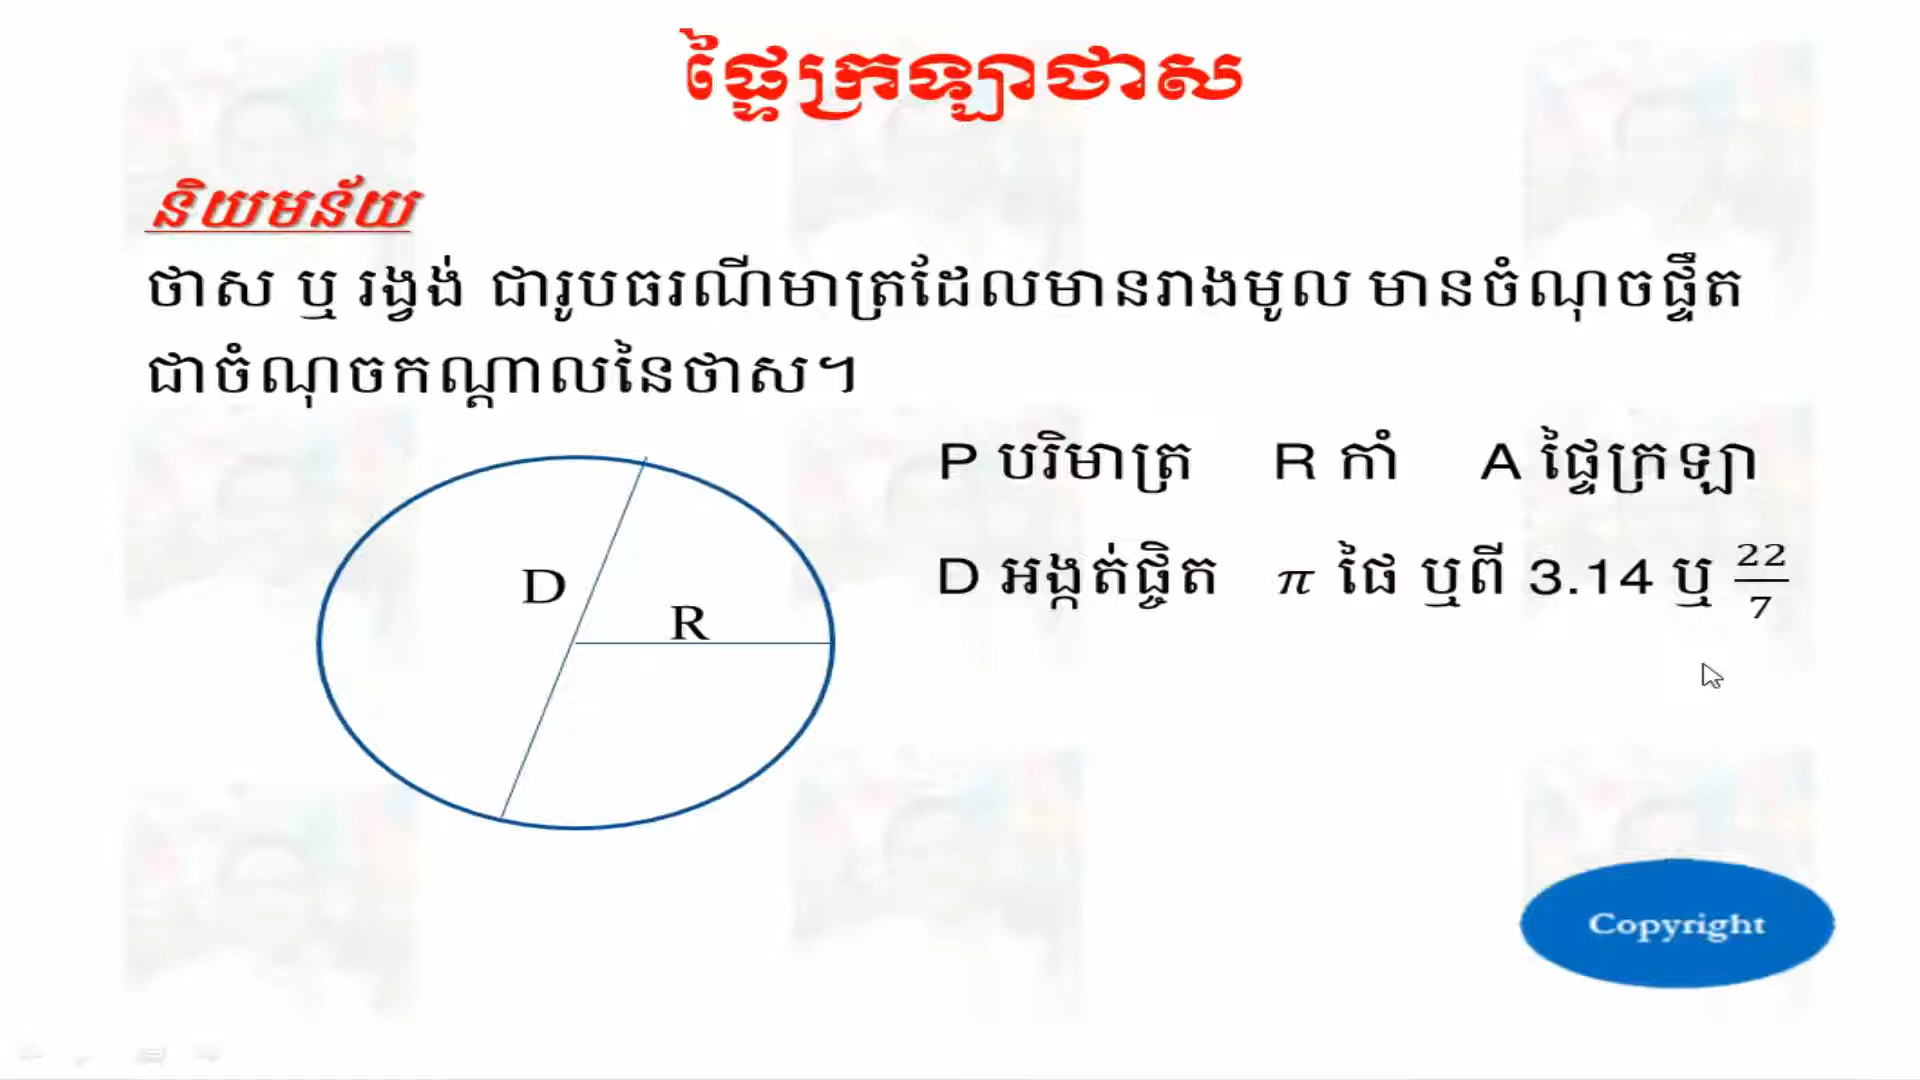 ផ្ទៃក្រឡាថាស
និយមន័យ
ថាស ឬ រង្វង់ ជារូបធរណីមាត្រដែលមានរាងមូល មានចំណុចផ្ចឹត
ជាចំណុចកណ្តាលនៃថាស។
P បរិមាត្រ R កាំ A ផ្ទៃក្រឡា
D អង្កត់ផ្ចិត π ផៃ ឬពី 3.14 ឬ 22/7
D
R
Copyright